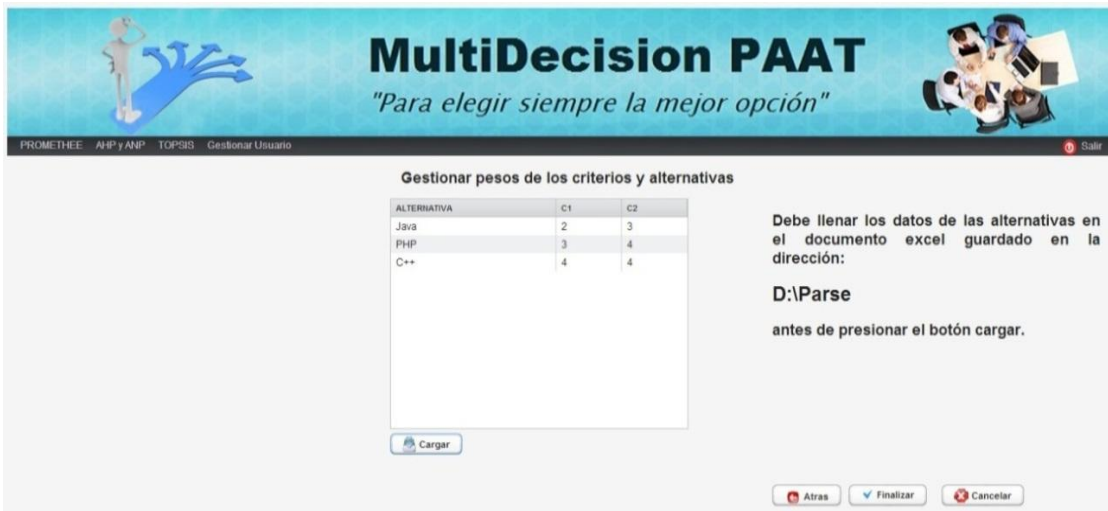 MultiDecision PAAT
"Para elegir siempre la mejor opción"
PROMETHEE AHP y ANP TOPSIS Gestionar Usuario Salir
Gestionar pesos de los criterios y alternativas
ALTERNATIVA C1 C2
Java 2 3
PHP 3 4
C++ 4 4
Cargar
Debe llenar los datos de las alternativas en
el documento excel guardado en la
dirección:
D:\Parse
antes de presionar el botón cargar.
Atras Finalizar Cancelar